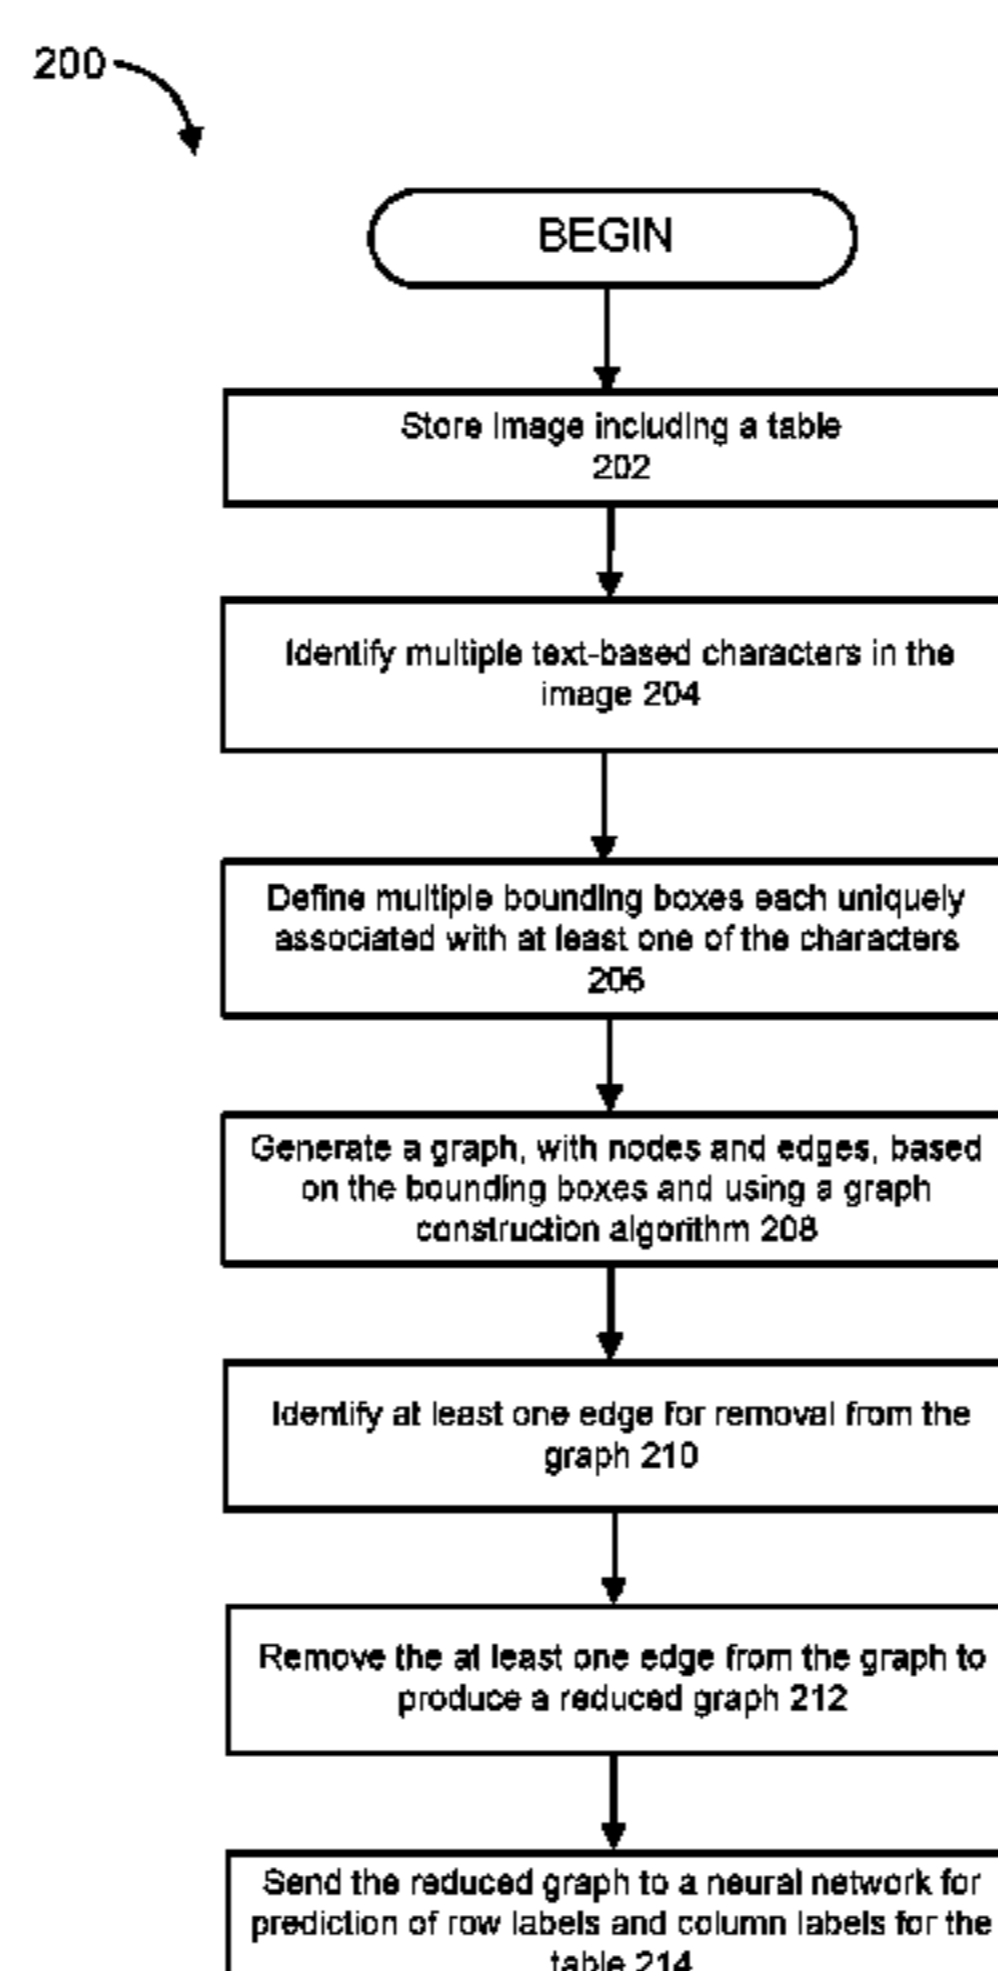 200
BEGIN
Store image including a table
202
Identify multiple text-based characters in the
image 204
Define multiple bounding boxes each uniquely
associated with at least one of the characters
206
Generate a graph, with nodes and edges, based
on the bounding boxes and using a graph
construction algorithm 208
Identify at least one edge for removal from the
graph 210
Remove the at least one edge from the graph to
produce a reduced graph 212
Send the reduced graph to a neural network for
prediction of row labels and column labels for the
table 214